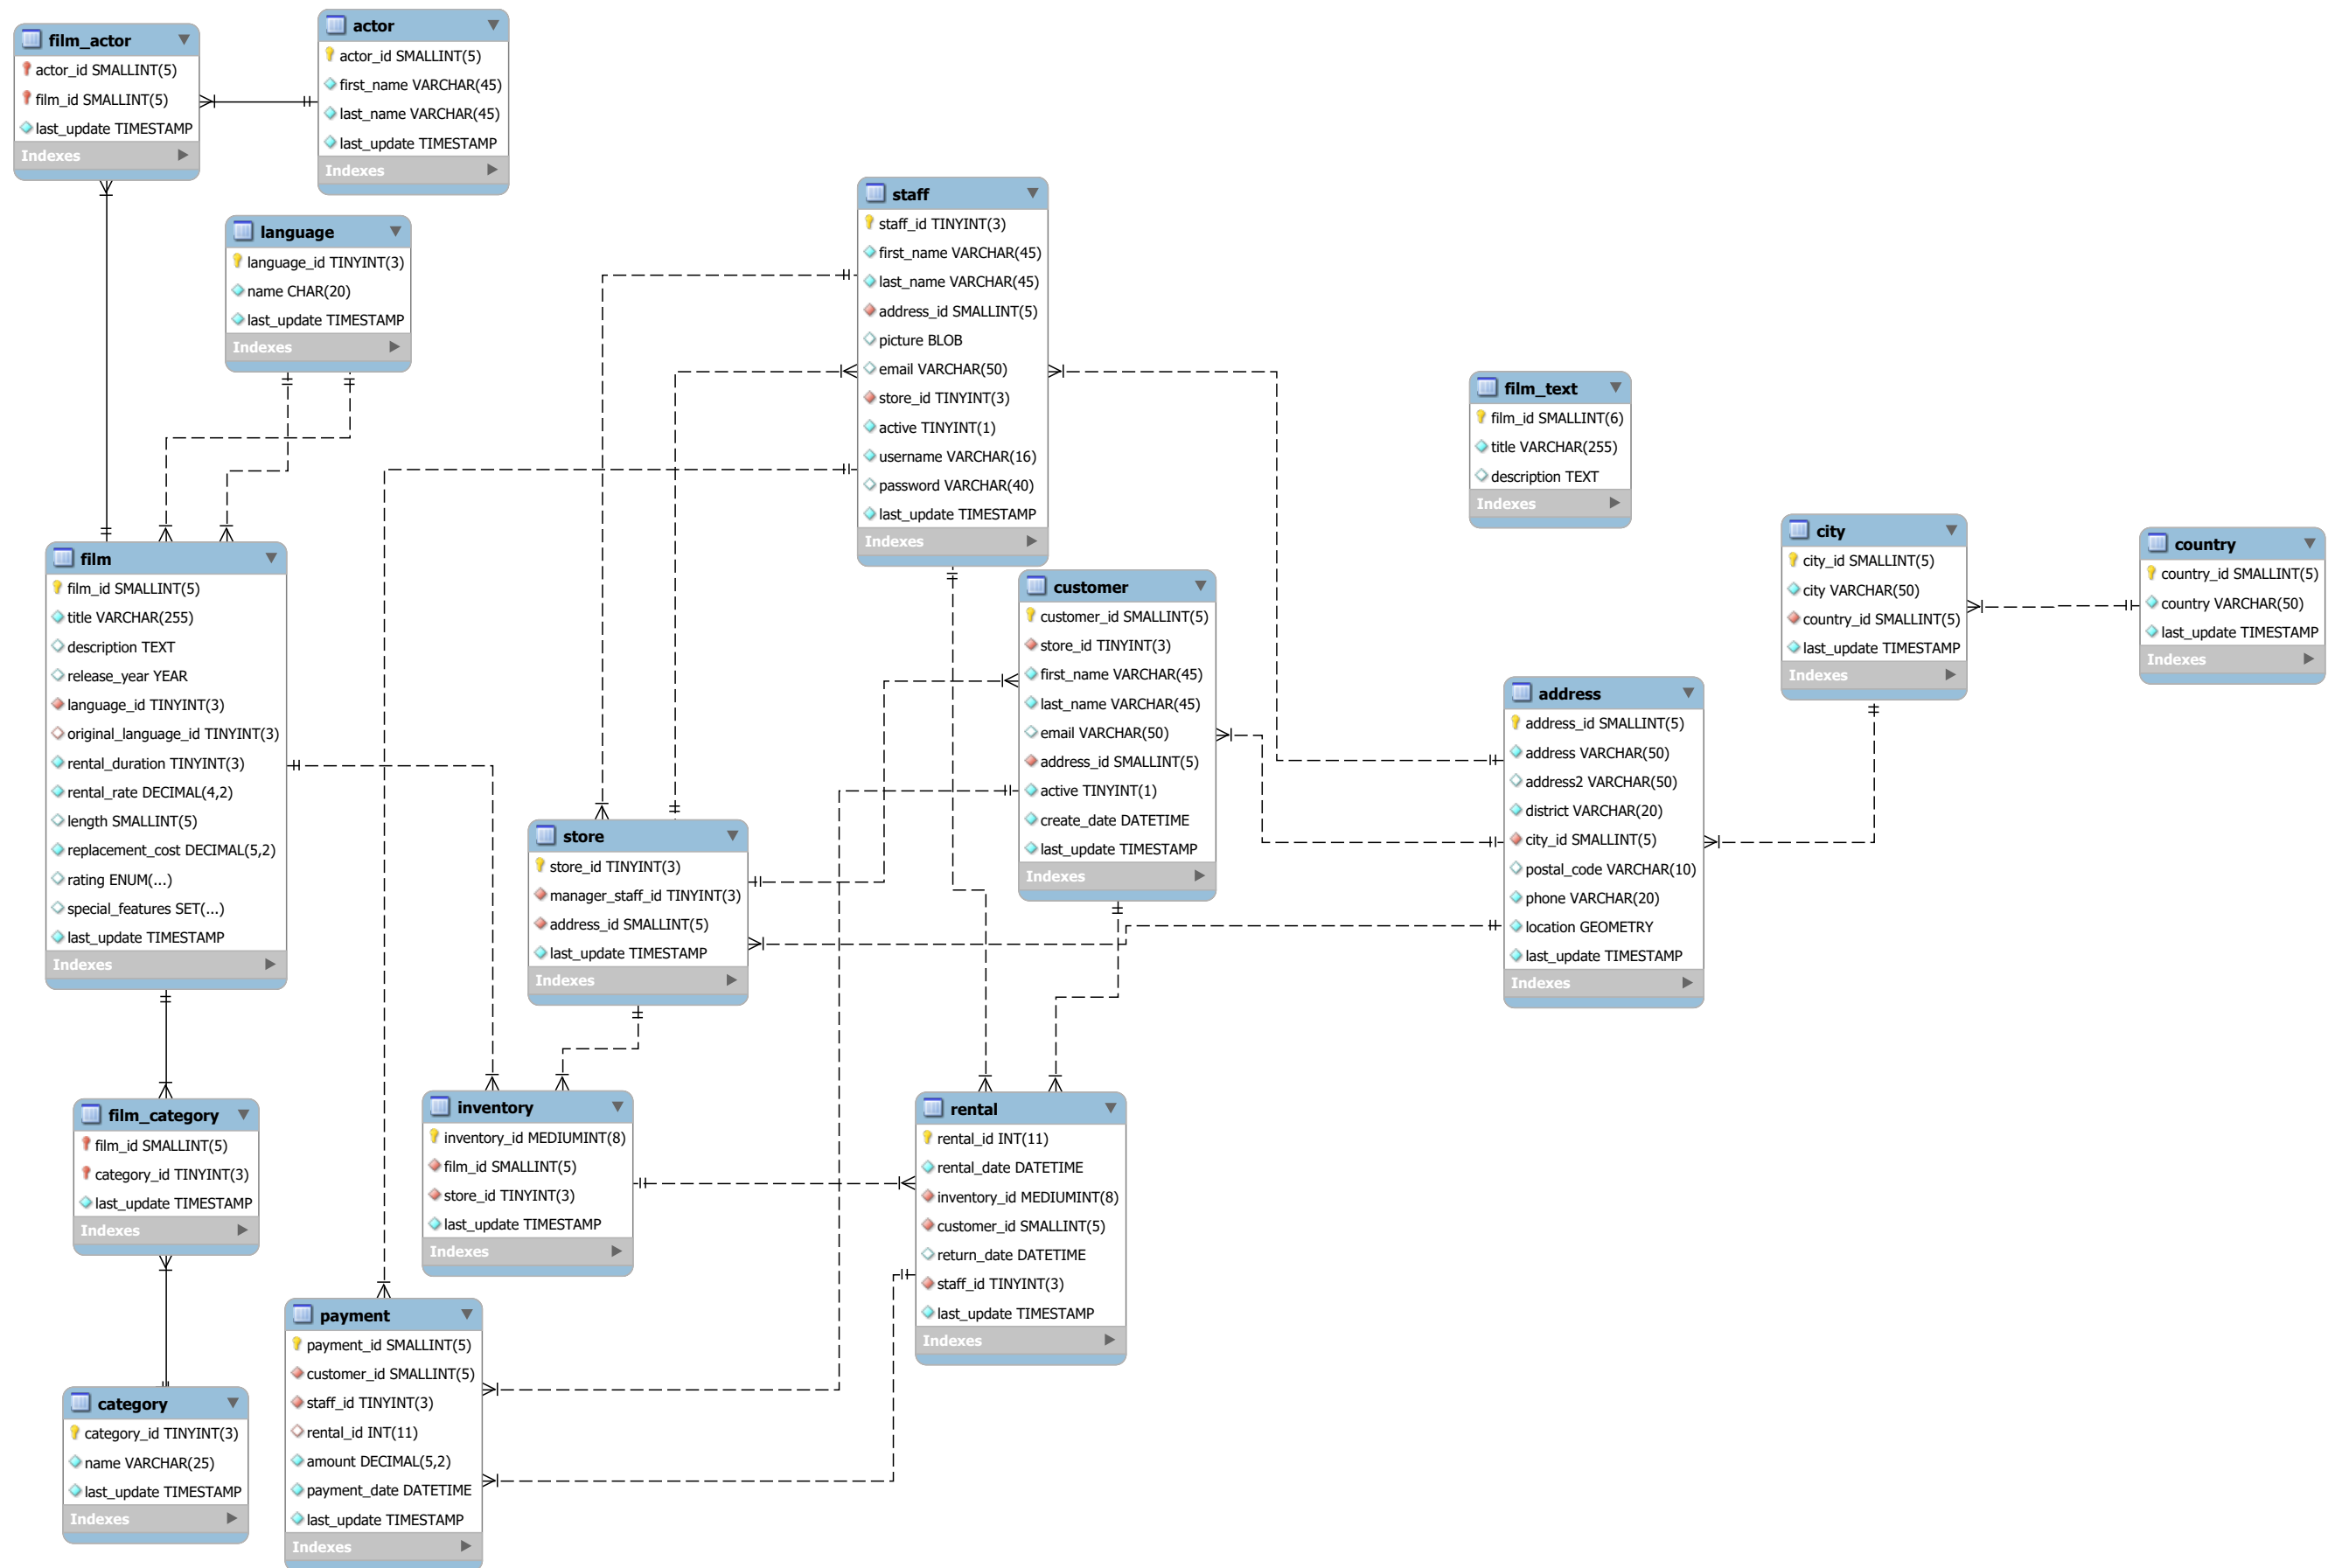 film_actor
actor_id SMALLINT(5)
film_id SMALLINT(5)
last_update TIMESTAMP
Indexes
actor
actor_id SMALLINT(5)
first_name VARCHAR(45)
last_name VARCHAR(45)
last_update TIMESTAMP
Indexes
language
language_id TINYINT(3)
name CHAR(20)
last_update TIMESTAMP
Indexes
staff
staff_id TINYINT(3)
first_name VARCHAR(45)
last_name VARCHAR(45)
address_id SMALLINT(5)
picture BLOB
email VARCHAR(50)
store_id TINYINT(3)
active TINYINT(1)
username VARCHAR(16)
password VARCHAR(40)
last_update TIMESTAMP
Indexes
film_text
film_id SMALLINT(6)
title VARCHAR(255)
description TEXT
Indexes
city
city_id SMALLINT(5)
city VARCHAR(50)
country_id SMALLINT(5)
last_update TIMESTAMP
Indexes
country
country_id SMALLINT(5)
country VARCHAR(50)
last_update TIMESTAMP
Indexes
film
film_id SMALLINT(5)
title VARCHAR(255)
description TEXT
release_year YEAR
language_id TINYINT(3)
original_language_id TINYINT(3)
rental_duration TINYINT(3)
rental_rate DECIMAL(4,2)
length SMALLINT(5)
replacement_cost DECIMAL(5,2)
rating ENUM(...)
special_features SET(...)
last_update TIMESTAMP
Indexes
customer
customer_id SMALLINT(5)
store_id TINYINT(3)
first_name VARCHAR(45)
last_name VARCHAR(45)
email VARCHAR(50)
address_id SMALLINT(5)
active TINYINT(1)
create_date DATETIME
last_update TIMESTAMP
Indexes
address
address_id SMALLINT(5)
address VARCHAR(50)
address2 VARCHAR(50)
district VARCHAR(20)
city_id SMALLINT(5)
postal_code VARCHAR(10)
phone VARCHAR(20)
location GEOMETRY
last_update TIMESTAMP
Indexes
store
store_id TINYINT(3)
manager_staff_id TINYINT(3)
address_id SMALLINT(5)
last_update TIMESTAMP
Indexes
film_category
film_id SMALLINT(5)
category_id TINYINT(3)
last_update TIMESTAMP
Indexes
inventory
inventory_id MEDIUMINT(8)
film_id SMALLINT(5)
store_id TINYINT(3)
last_update TIMESTAMP
Indexes
rental
rental_id INT(11)
rental_date DATETIME
inventory_id MEDIUMINT(8)
customer_id SMALLINT(5)
return_date DATETIME
staff_id TINYINT(3)
last_update TIMESTAMP
Indexes
category
category_id TINYINT(3)
name VARCHAR(25)
last_update TIMESTAMP
Indexes
payment
payment_id SMALLINT(5)
customer_id SMALLINT(5)
staff_id TINYINT(3)
rental_id INT(11)
amount DECIMAL(5,2)
payment_date DATETIME
last_update TIMESTAMP
Indexes